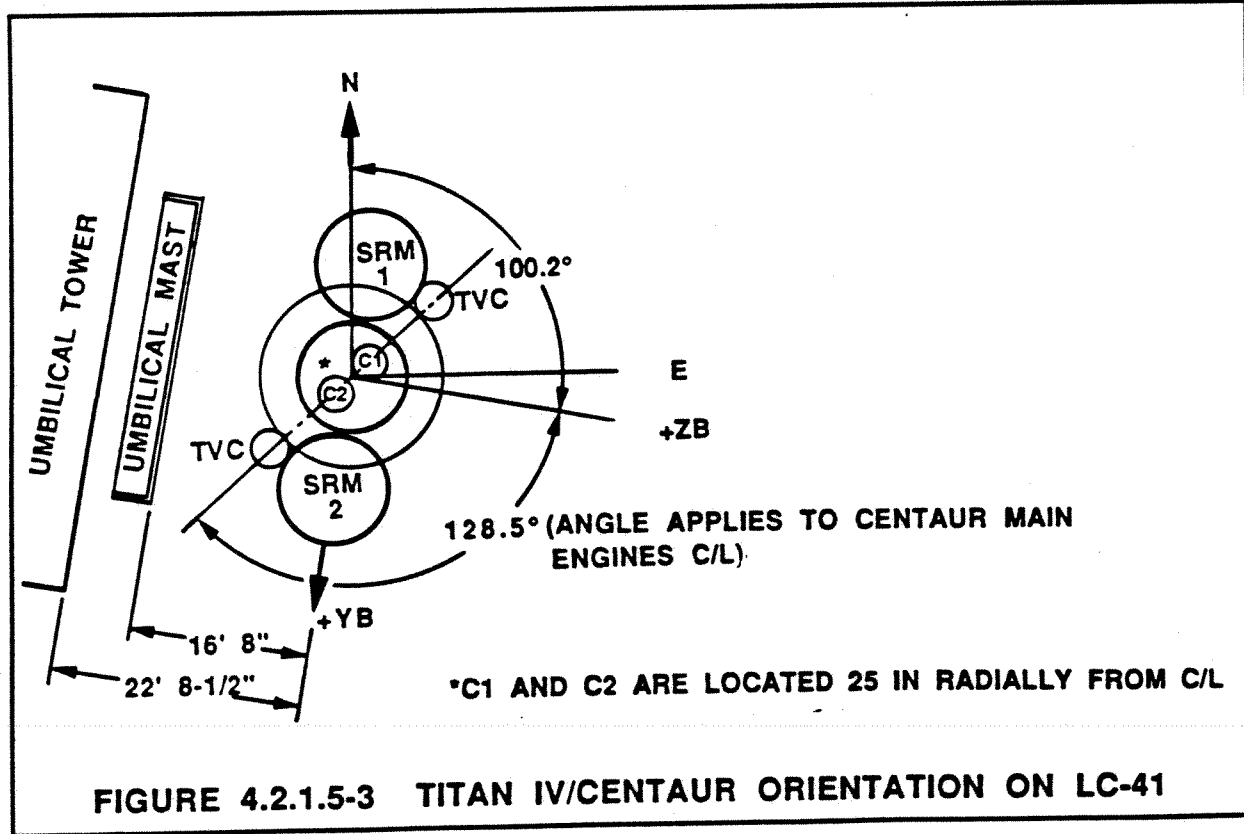 N
UMBILICAL TOWER
UMBILICAL MAST
SRM
1
100.2°
TVC
C1
*
E
C2
+ZB
TVC
SRM
2
128.5° (ANGLE APPLIES TO CENTAUR MAIN
ENGINES C/L)
+YB
16' 8"
22' 8-1/2"
*C1 AND C2 ARE LOCATED 25 IN RADIALLY FROM C/L
FIGURE 4.2.1.5-3 TITAN IV/CENTAUR ORIENTATION ON LC-41